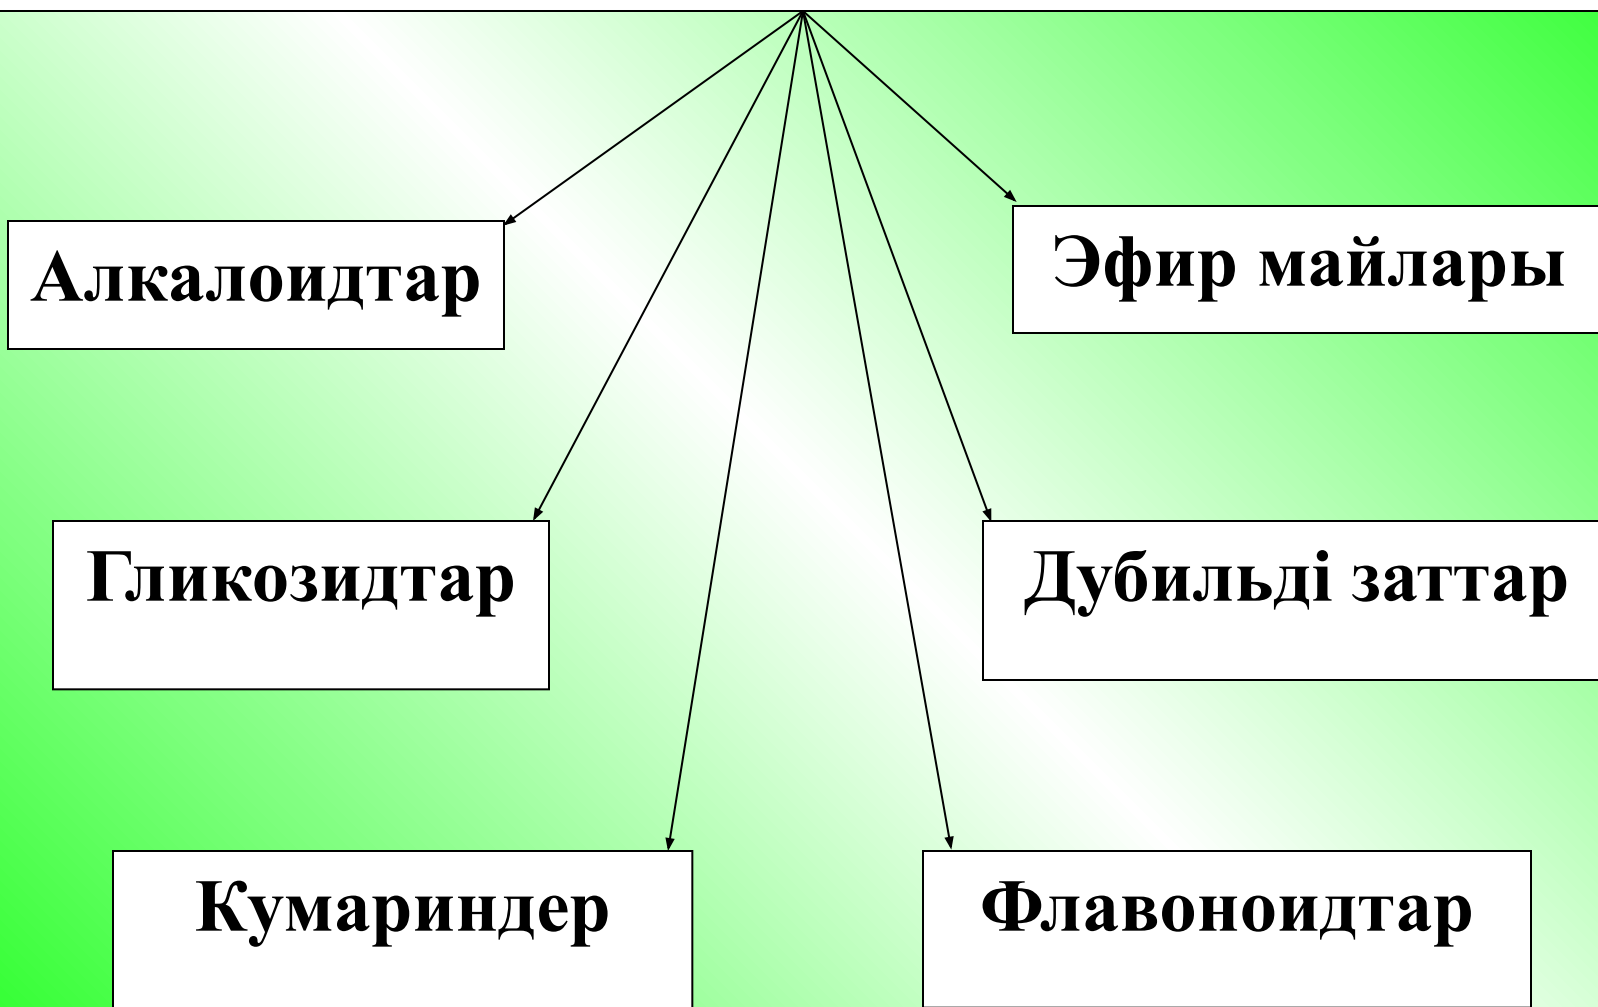 Алкалоидтар
Эфир майлары
Гликозидтар
Дубильді заттар
Кумариндер
Флавоноидтар